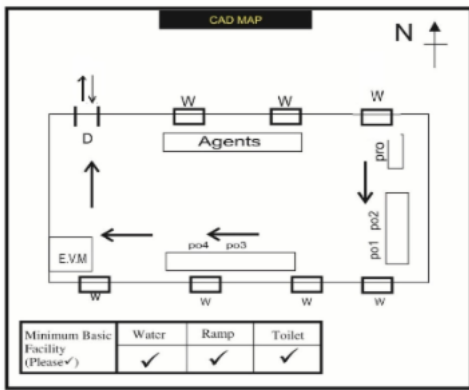 CAD MAP
N
W W W
D
Agents
pro
po1 po2
po4 po3
E.V.M
W W W W
Minimum Basic Facility (Please✓) Water Ramp Toilet
✓ ✓ ✓